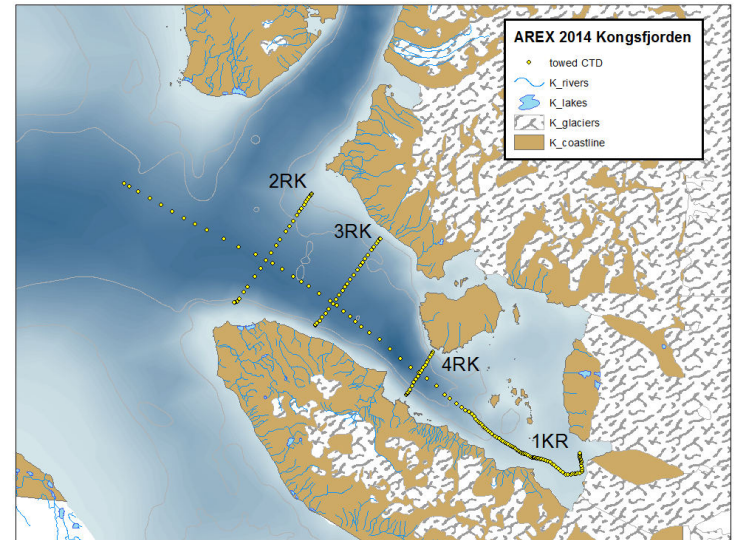 AREX 2014 Kongsfjorden
towed CTD
K_rivers
K_lakes
K_glaciers
K_coastline
2RK
3RK
4RK
1KR